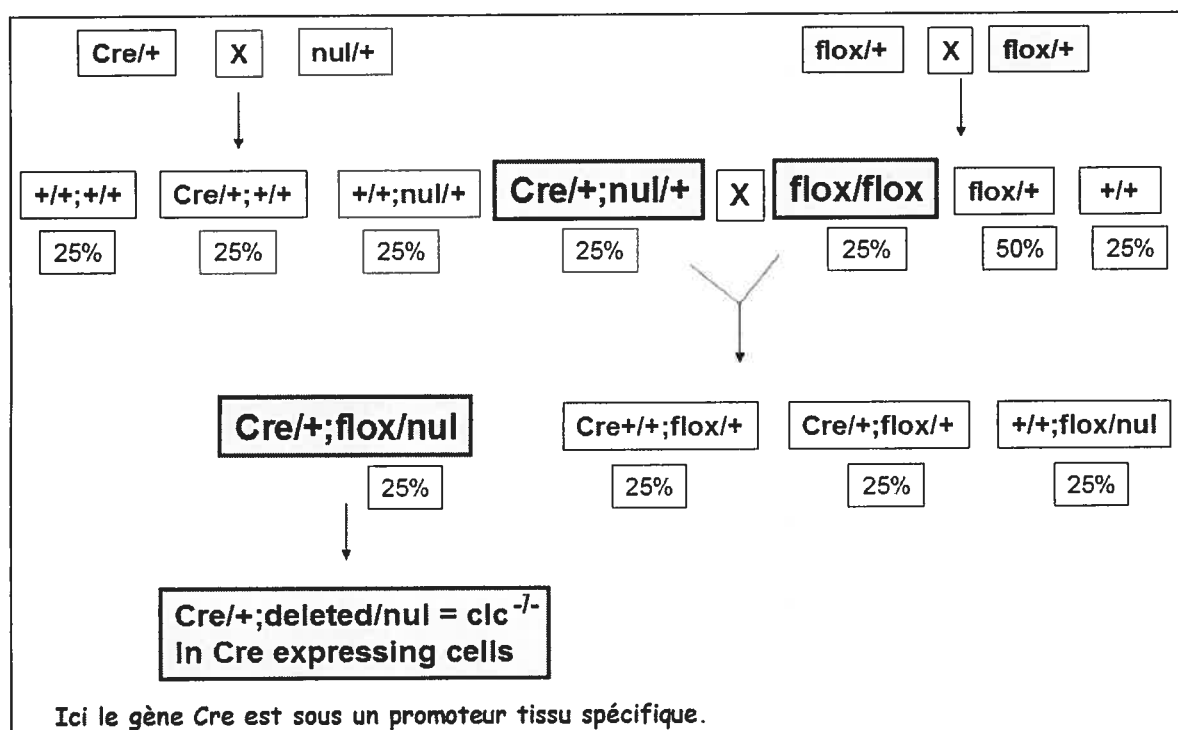 Cre/+ X nul/+ flox/+ X flox/+
+/+;+/+ Cre/+;+/+ +/+;nul/+ Cre/+;nul/+ X flox/flox flox/+ +/+
25% 25% 25% 25% 25% 50% 25%
Cre/+;flox/nul Cre+/+;flox/+ Cre/+;flox/+ +/+;flox/nul
25% 25% 25% 25%
Cre/+;deleted/nul = clc -/-
In Cre expressing cells
Ici le gène Cre est sous un promoteur tissu spécifique.